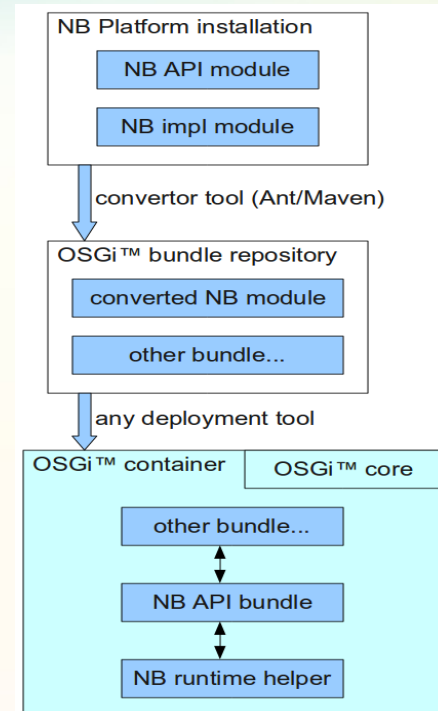 NB Platform installation
NB API module
NB impl module
convertor tool (Ant/Maven)
OSGi™ bundle repository
converted NB module
other bundle...
any deployment tool
OSGi™ container
OSGi™ core
other bundle...
NB API bundle
NB runtime helper